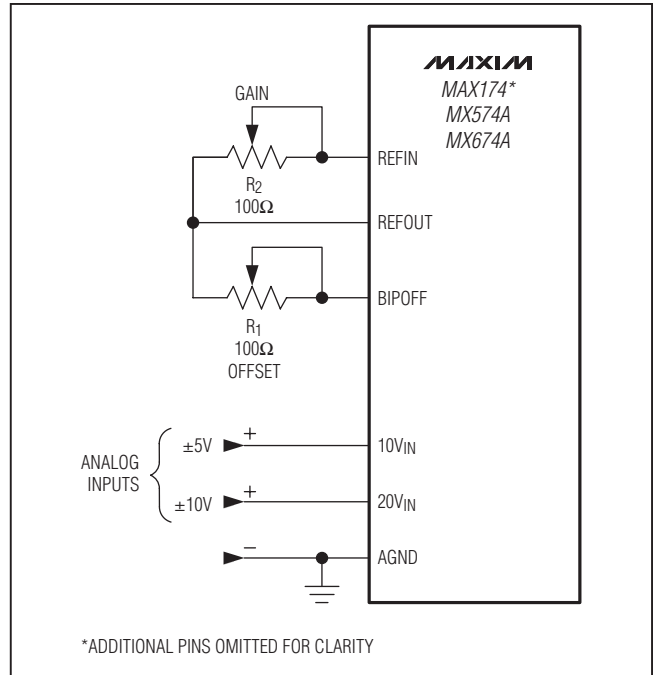 MAXIM
MAX174*
MX574A
MX674A
GAIN
R2
100Ω
REFIN
REFOUT
BIPOFF
R1
100Ω
OFFSET
ANALOG
INPUTS
±5V
+
10VIN
±10V
+
20VIN
−
AGND
*ADDITIONAL PINS OMITTED FOR CLARITY